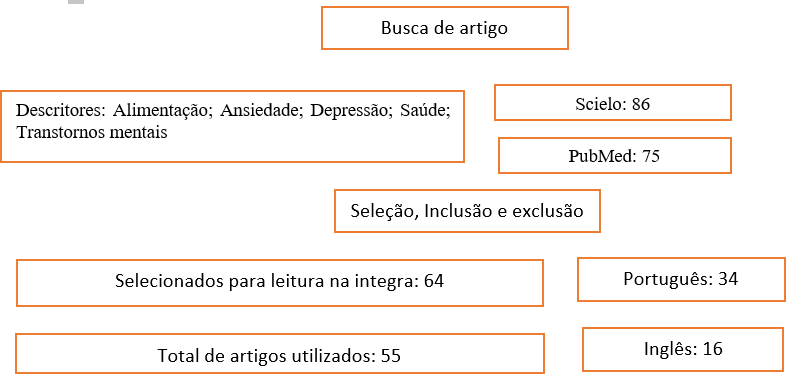 Busca de artigo
Descritores: Alimentação; Ansiedade; Depressão; Saúde;
Transtornos mentais
Scielo: 86
PubMed: 75
Seleção, Inclusão e exclusão
Selecionados para leitura na integra: 64
Português: 34
Total de artigos utilizados: 55
Inglês: 16